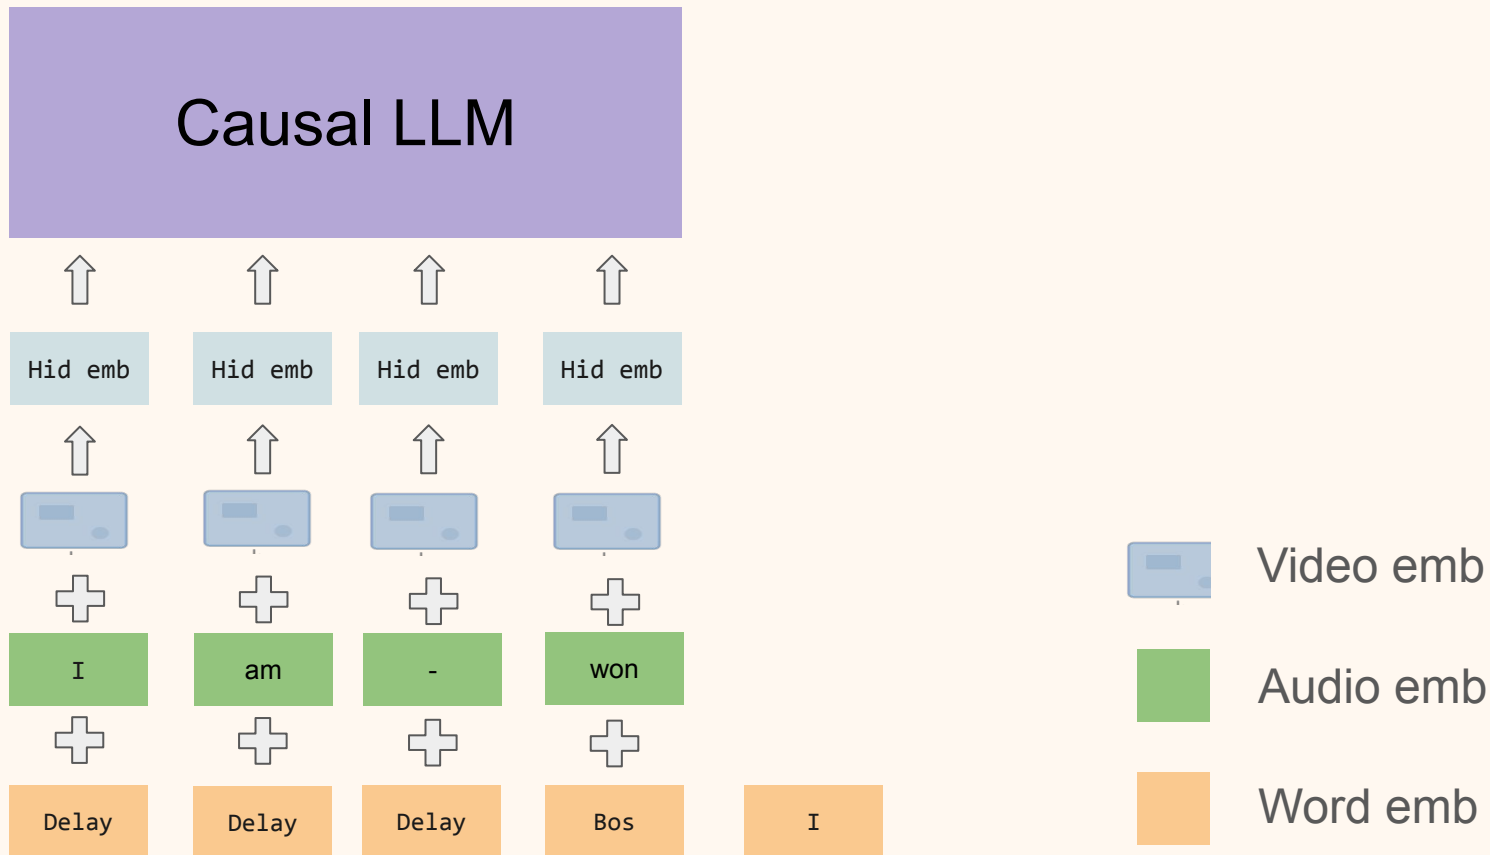 Causal LLM
Hid emb Hid emb Hid emb Hid emb
Video emb
I am - won
Audio emb
Delay Delay Delay Bos I
Word emb